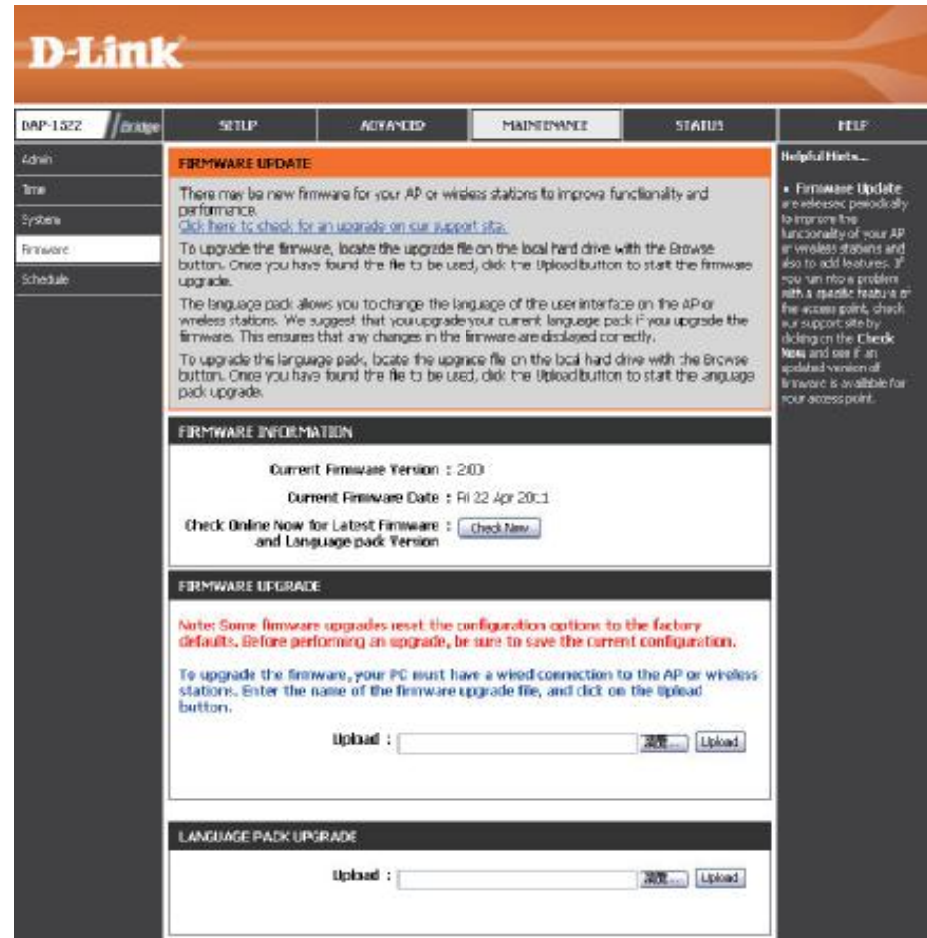 D-Link
DAP-1522
Bridge
SETUP
ADVANCED
MAINTENANCE
STATUS
HELP
Admin
Time
System
Firmware
Schedule
FIRMWARE UPDATE
There may be new firmware for your AP or wireless stations to improve functionality and
performance.
Click here to check for an upgrade on our support site.
To upgrade the firmware, locate the upgrade file on the local hard drive with the Browse
button. Once you have found the file to be used, click the Upload button to start the firmware
upgrade.
The language pack allows you to change the language of the user interface on the AP or
wireless stations. We suggest that you upgrade your current language pack if you upgrade the
firmware. This ensures that any changes in the firmware are displayed correctly.
To upgrade the language pack, locate the upgrade file on the local hard drive with the Browse
button. Once you have found the file to be used, click the Upload button to start the language
pack upgrade.
FIRMWARE INFORMATION
Current Firmware Version :
Current Firmware Date : Fri 22 Apr 2011
Check Online Now for Latest Firmware : Check Now
and Language pack Version
FIRMWARE UPGRADE
Note: Some firmware upgrades reset the configuration options to the factory
defaults. Before performing an upgrade, be sure to save the current configuration.
To upgrade the firmware, your PC must have a wired connection to the AP or wireless
stations. Enter the name of the firmware upgrade file, and click on the Upload
button.
Upload : Upload
LANGUAGE PACK UPGRADE
Upload : Upload
Helpful Hints...
• Firmware Update
are released periodically
to improve the
functionality of your AP
or wireless stations and
also to add features. If
you run into a problem
with a specific feature of
the access point, check
our support site by
clicking on the Check
Now and see if an
updated version of
firmware is available for
your access point.